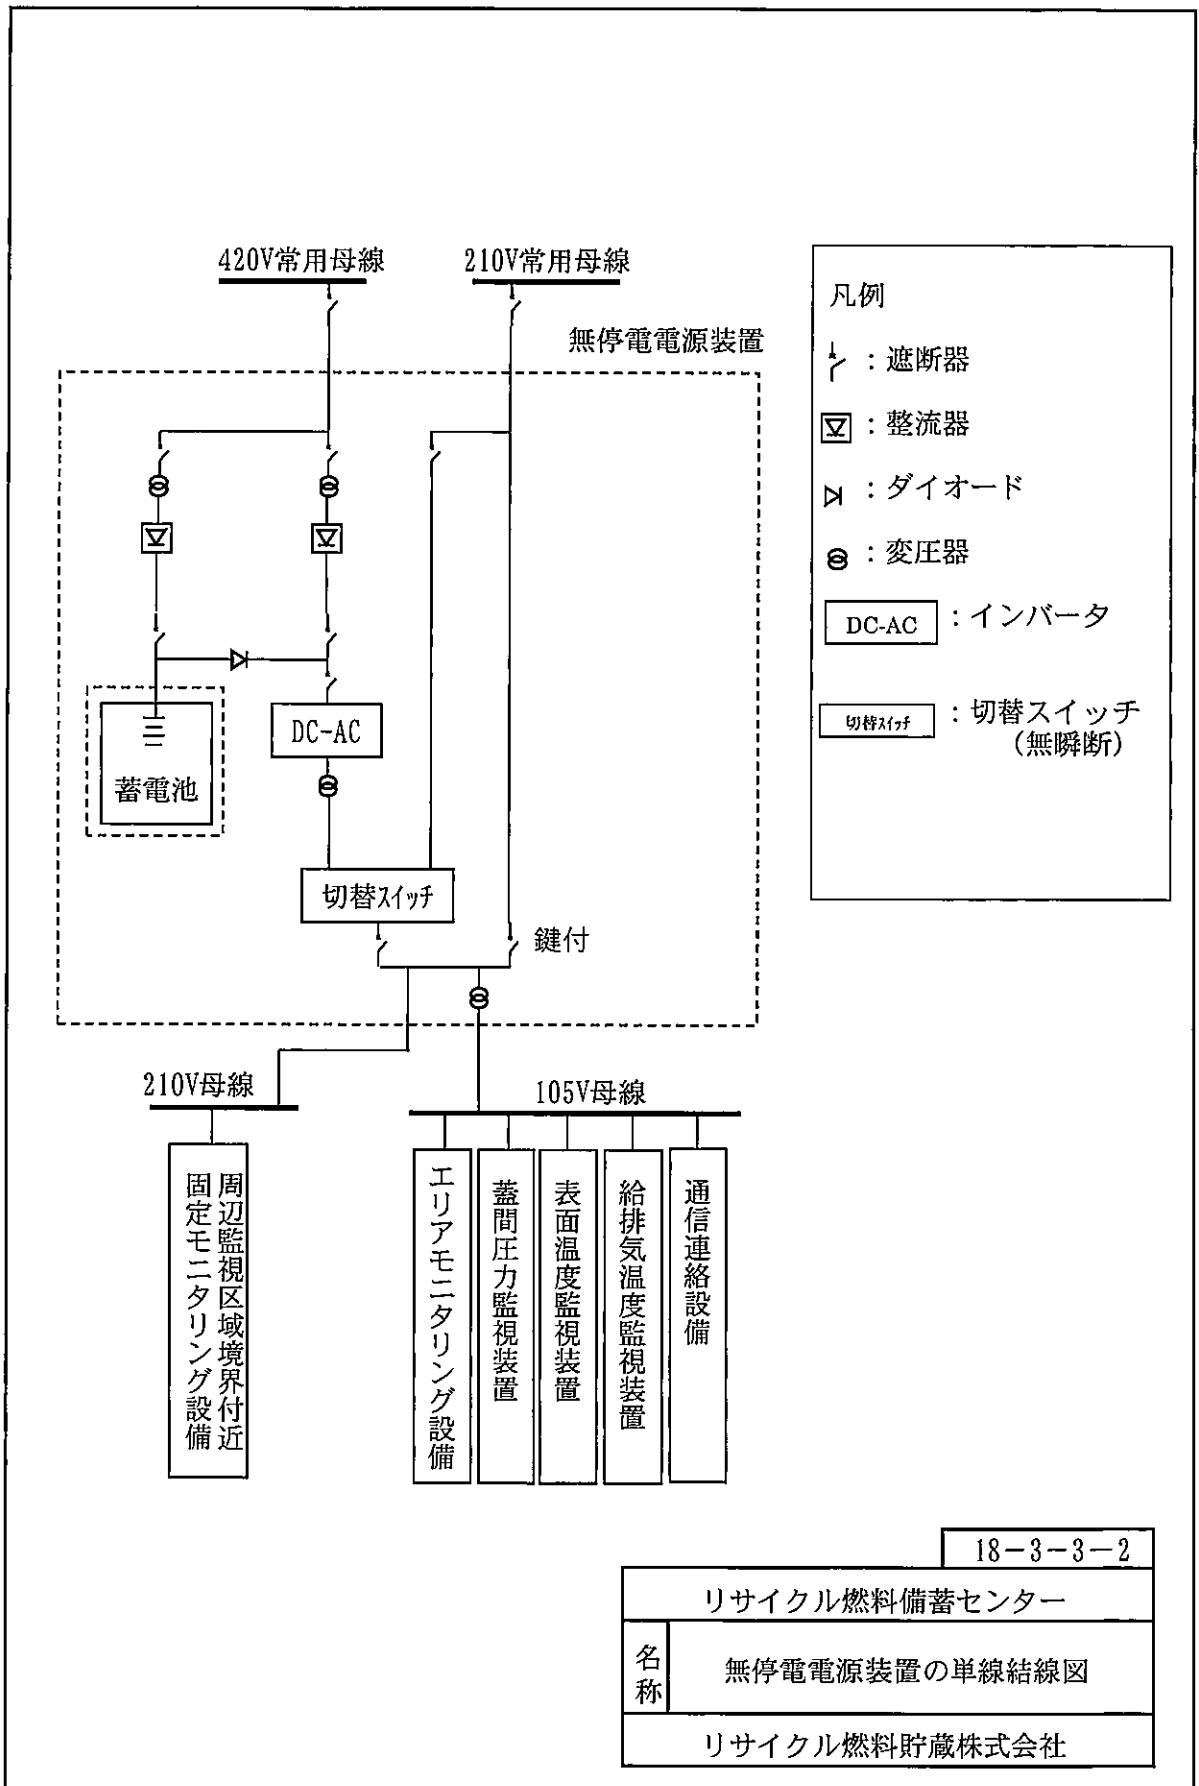 420V常用母線
210V常用母線
無停電電源装置
DC-AC
蓄電池
切替スイッチ
鍵付
210V母線
105V母線
周辺監視区域境界付近
固定モニタリング設備
エリアモニタリング設備
蓋間圧力監視装置
表面温度監視装置
給排気温度監視装置
通信連絡設備
凡例
：遮断器
：整流器
：ダイオード
：変圧器
DC-AC ：インバータ
切替スイッチ ：切替スイッチ
(無瞬断)
18－3－3－2
リサイクル燃料備蓄センター
名称 無停電電源装置の単線結線図
リサイクル燃料貯蔵株式会社